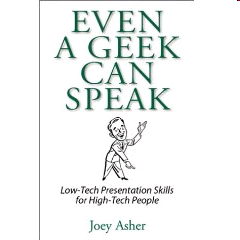 EVEN
A GEEK
CAN
SPEAK
Low-Tech Presentation Skills
for High-Tech People
Joey Asher